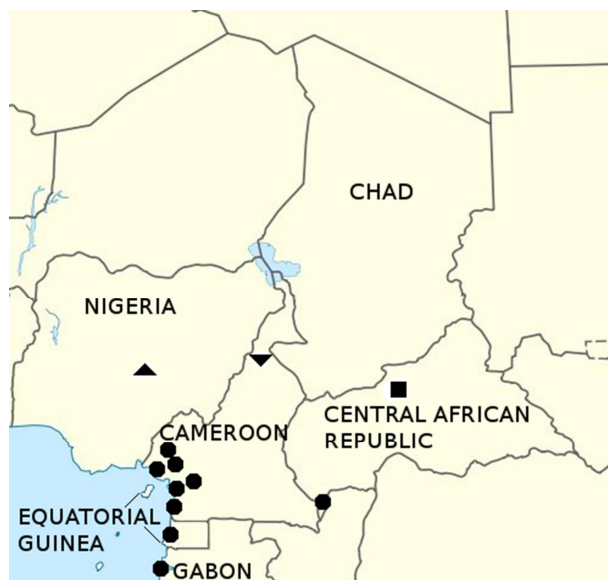 CHAD
NIGERIA
CENTRAL AFRICAN
REPUBLIC
CAMEROON
EQUATORIAL
GUINEA
GABON